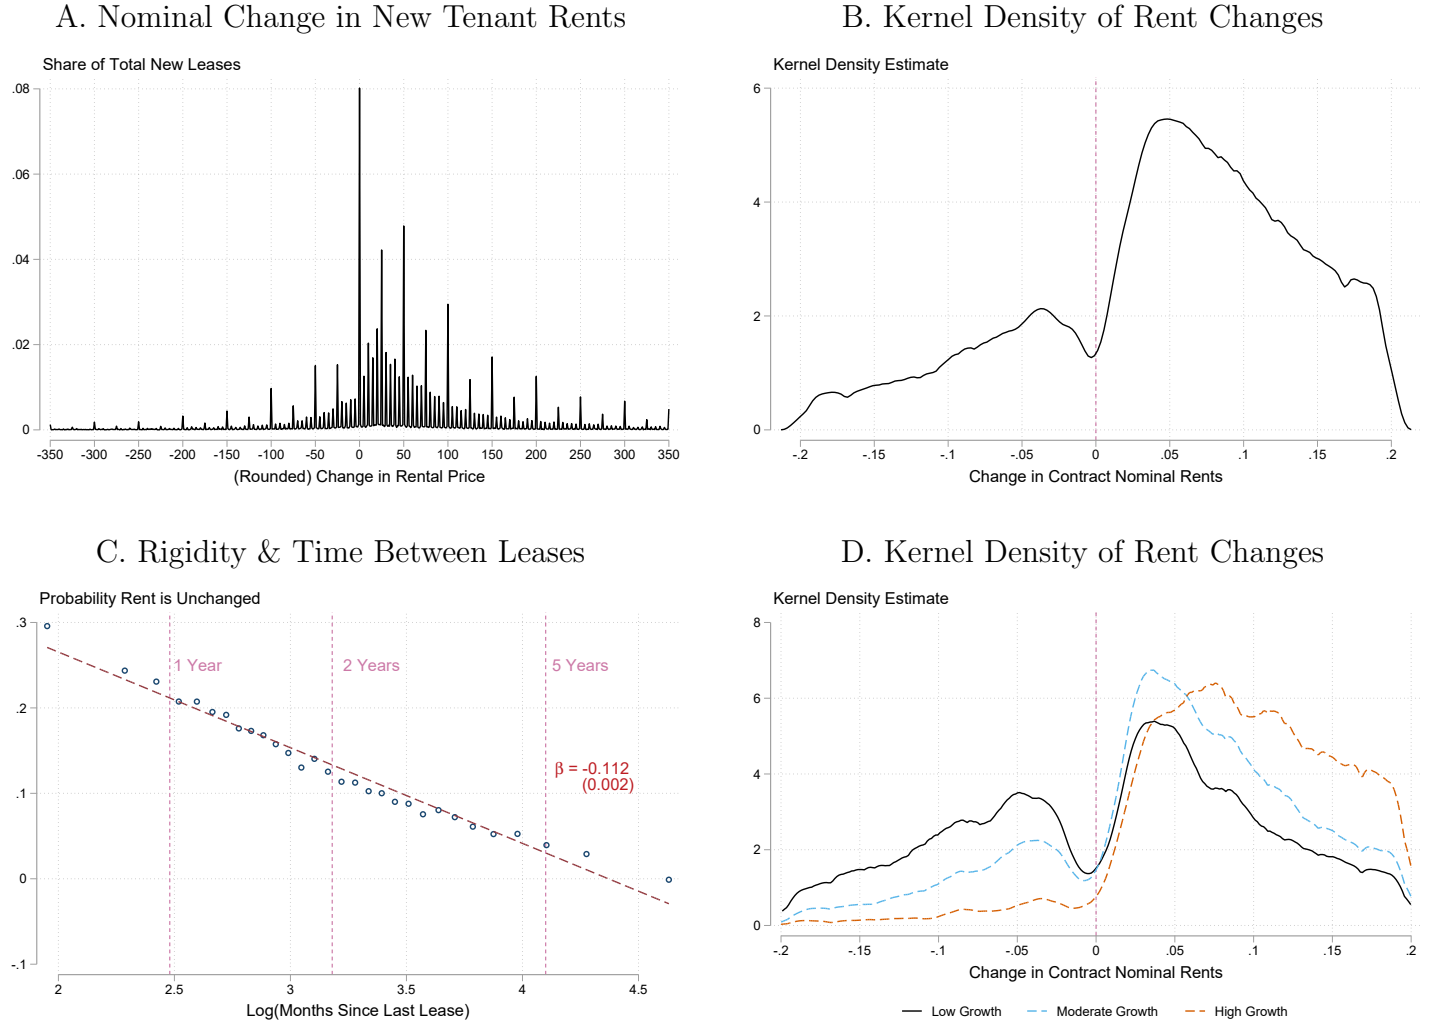 A. Nominal Change in New Tenant Rents
Share of Total New Leases
.08
.06
.04
.02
0
-350 -300 -250 -200 -150 -100 -50 0 50 100 150 200 250 300 350
(Rounded) Change in Rental Price
B. Kernel Density of Rent Changes
Kernel Density Estimate
6
4
2
0
-.2 -.15 -.1 -.05 0 .05 .1 .15 .2
Change in Contract Nominal Rents
C. Rigidity & Time Between Leases
Probability Rent is Unchanged
.3
.2
.1
0
-.1
1 Year
2 Years
5 Years
β = -0.112
(0.002)
2 2.5 3 3.5 4 4.5
Log(Months Since Last Lease)
D. Kernel Density of Rent Changes
Kernel Density Estimate
8
6
4
2
0
-.2 -.15 -.1 -.05 0 .05 .1 .15 .2
Change in Contract Nominal Rents
Low Growth Moderate Growth High Growth